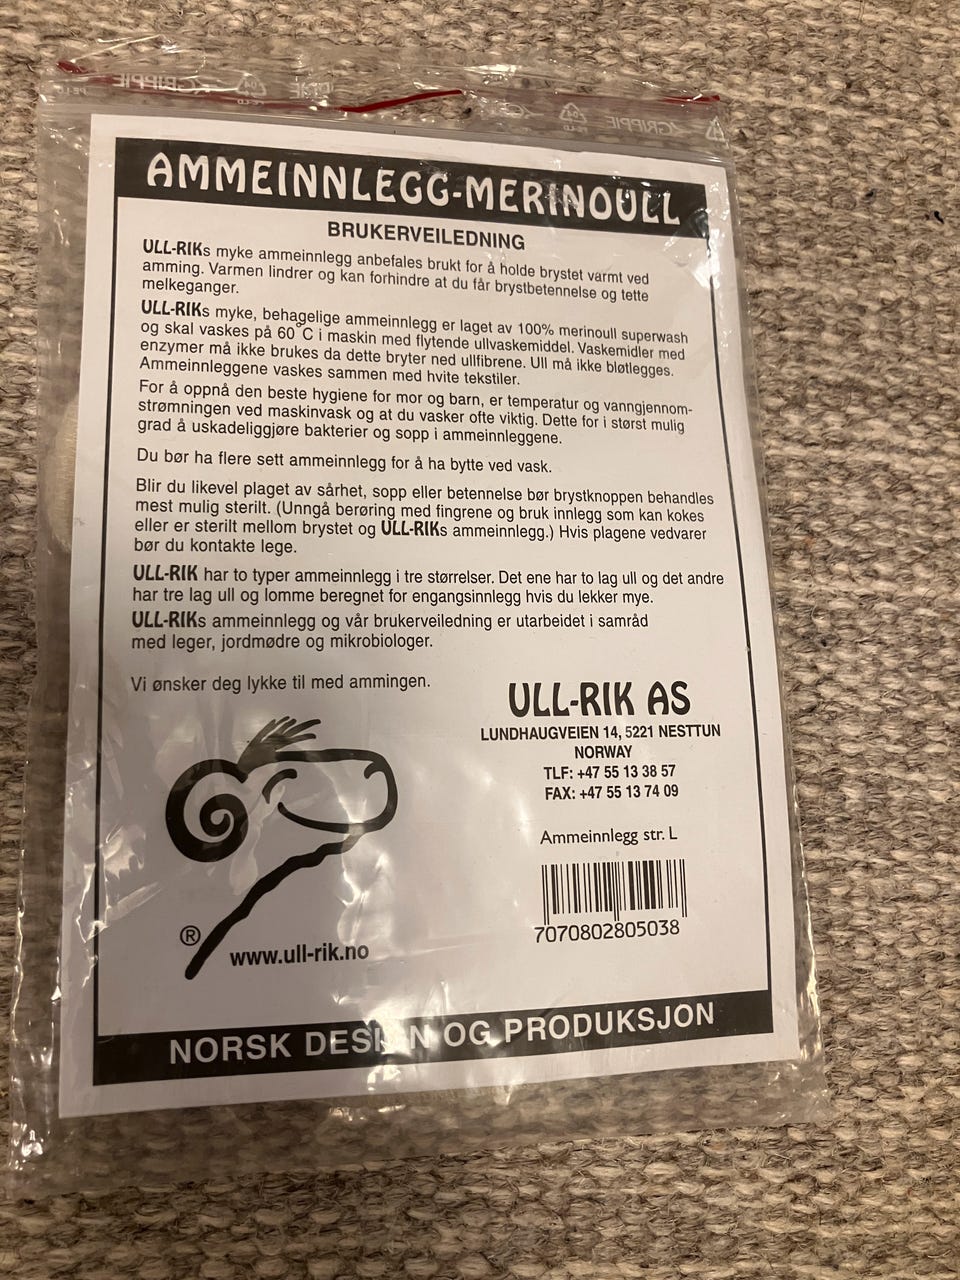 GRIPPIE
GRIPPIE
AMMEINNLEGG-MERINOULL
BRUKERVEILEDNING
ULL-RIKs myke ammeinnlegg anbefales brukt for å holde brystet varmt ved
amming. Varmen lindrer og kan forhindre at du får brystbetennelse og tette
melkeganger.
ULL-RIKs myke, behagelige ammeinnlegg er laget av 100% merinoull superwash
og skal vaskes på 60°C i maskin med flytende ullvaskemiddel. Vaskemidler med
enzymer må ikke brukes da dette bryter ned ullfibrene. Ull må ikke bløtlegges.
Ammeinnleggene vaskes sammen med hvite tekstiler.
For å oppnå den beste hygiene for mor og barn, er temperatur og vanngjennom-
strømningen ved maskinvask og at du vasker ofte viktig. Dette for i størst mulig
grad å uskadeliggjøre bakterier og sopp i ammeinnleggene.
Du bør ha flere sett ammeinnlegg for å ha bytte ved vask.
Blir du likevel plaget av sårhet, sopp eller betennelse bør brystknoppen behandles
mest mulig sterilt. (Unngå berøring med fingrene og bruk innlegg som kan kokes
eller er sterilt mellom brystet og ULL-RIKs ammeinnlegg.) Hvis plagene vedvarer
bør du kontakte lege.
ULL-RIK har to typer ammeinnlegg i tre størrelser. Det ene har to lag ull og det andre
har tre lag ull og lomme beregnet for engangsinnlegg hvis du lekker mye.
ULL-RIKs ammeinnlegg og vår brukerveiledning er utarbeidet i samråd
med leger, jordmødre og mikrobiologer.
Vi ønsker deg lykke til med ammingen.
ULL-RIK AS
LUNDHAUGVEIEN 14, 5221 NESTTUN
NORWAY
TLF: +47 55 13 38 57
FAX: +47 55 13 74 09
Ammeinnlegg str. L
7070802805038
®
www.ull-rik.no
NORSK DESIGN OG PRODUKSJON